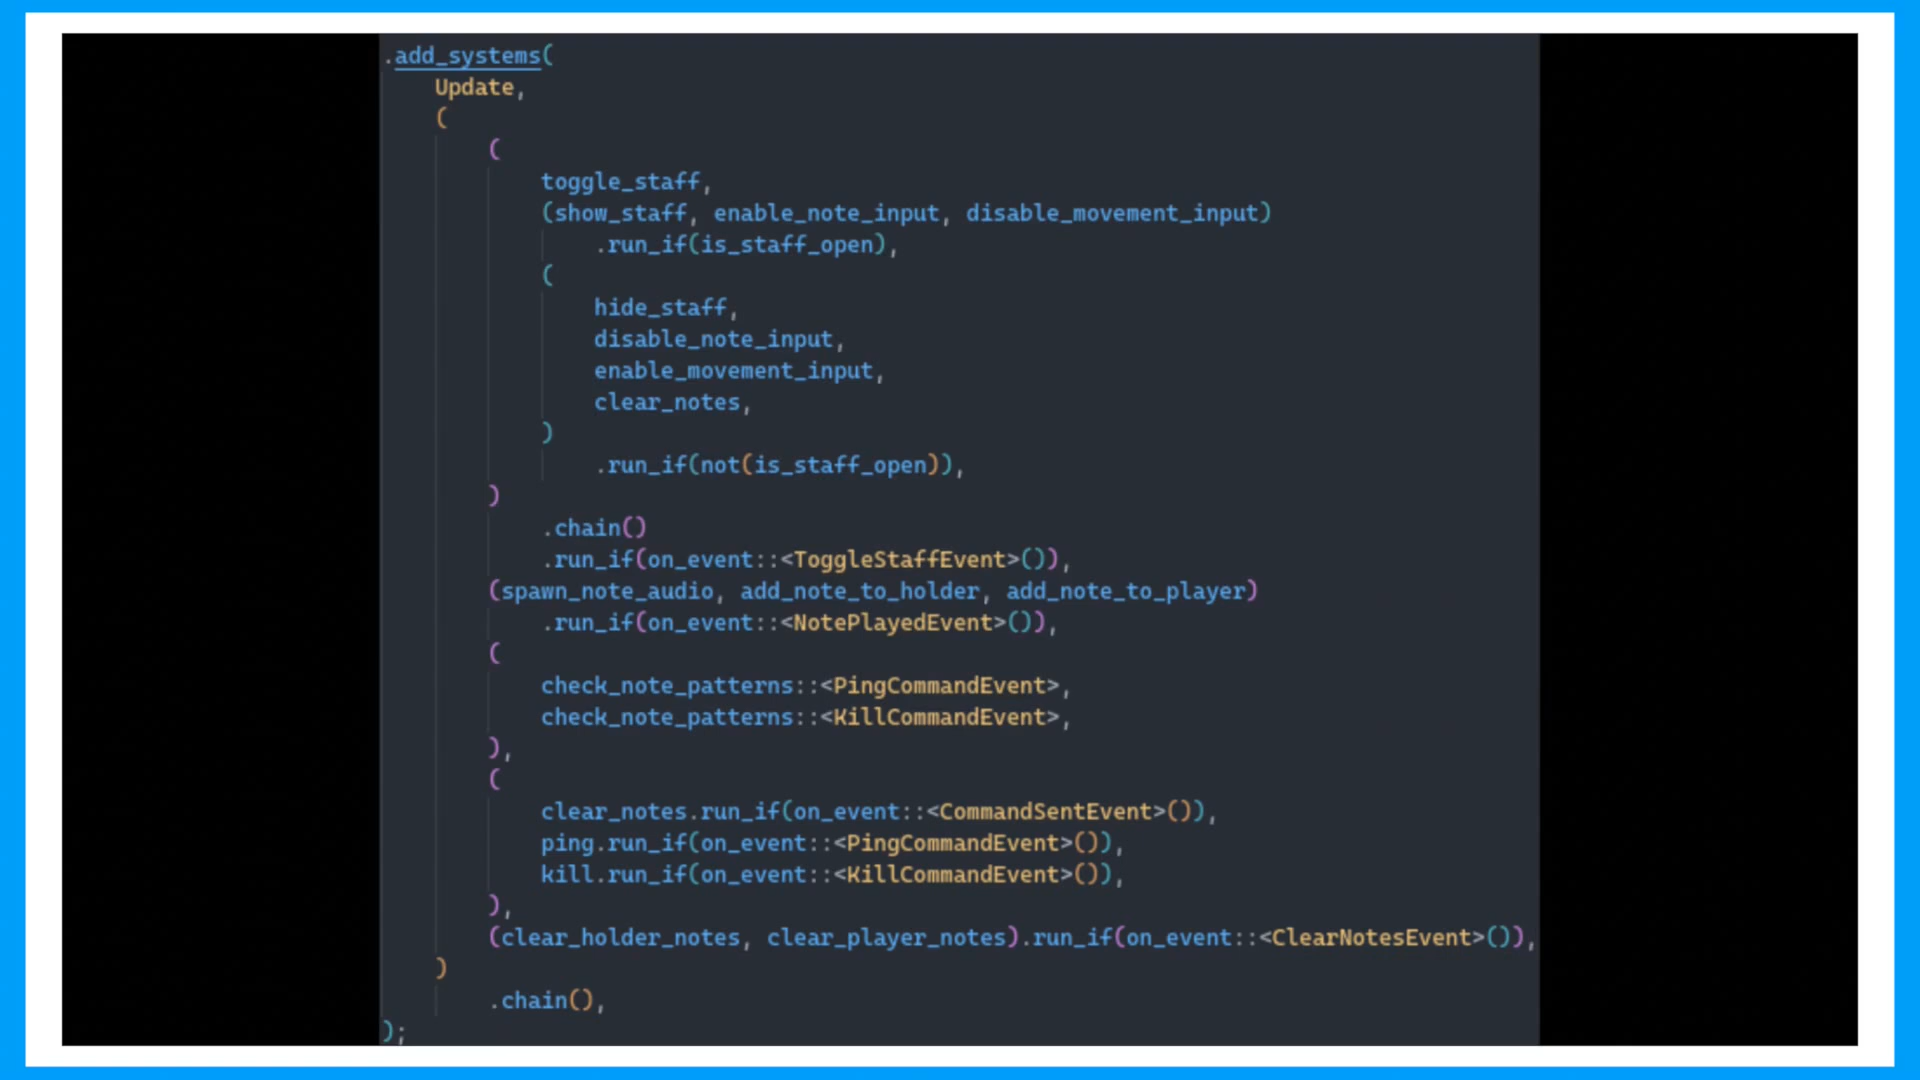 .add_systems(
    Update,
    (
        (
            toggle_staff,
            (show_staff, enable_note_input, disable_movement_input)
                .run_if(is_staff_open),
            (
                hide_staff,
                disable_note_input,
                enable_movement_input,
                clear_notes,
            )
                .run_if(not(is_staff_open)),
        )
            .chain()
            .run_if(on_event::<ToggleStaffEvent>()),
        (spawn_note_audio, add_note_to_holder, add_note_to_player)
            .run_if(on_event::<NotePlayedEvent>()),
        (
            check_note_patterns::<PingCommandEvent>,
            check_note_patterns::<KillCommandEvent>,
        ),
        (
            clear_notes.run_if(on_event::<CommandSentEvent>()),
            ping.run_if(on_event::<PingCommandEvent>()),
            kill.run_if(on_event::<KillCommandEvent>()),
        ),
        (clear_holder_notes, clear_player_notes).run_if(on_event::<ClearNotesEvent>()),
    )
        .chain(),
);